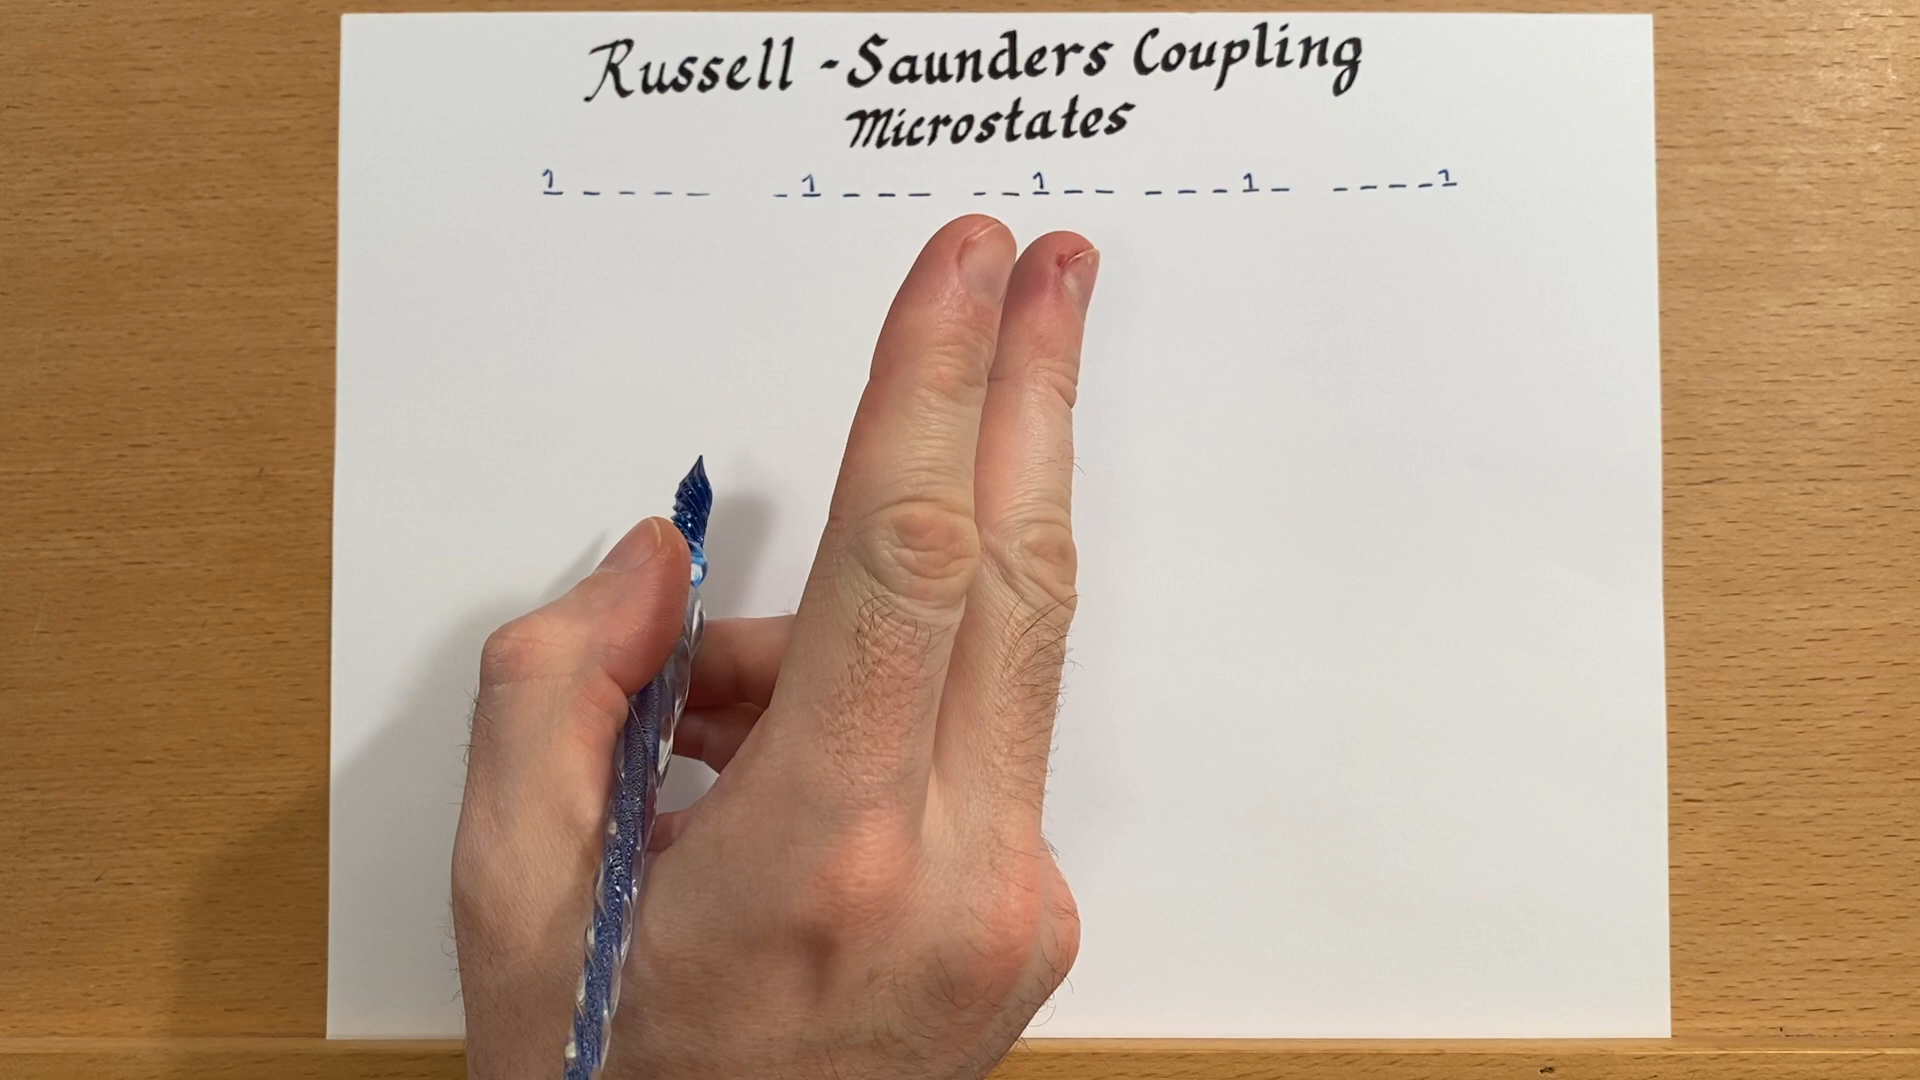 Russell - Saunders Coupling
Microstates
1 _ _ _ _ _ 1 _ _ _ _ _ 1 _ _ _ _ _ 1 _ _ _ _ _ 1